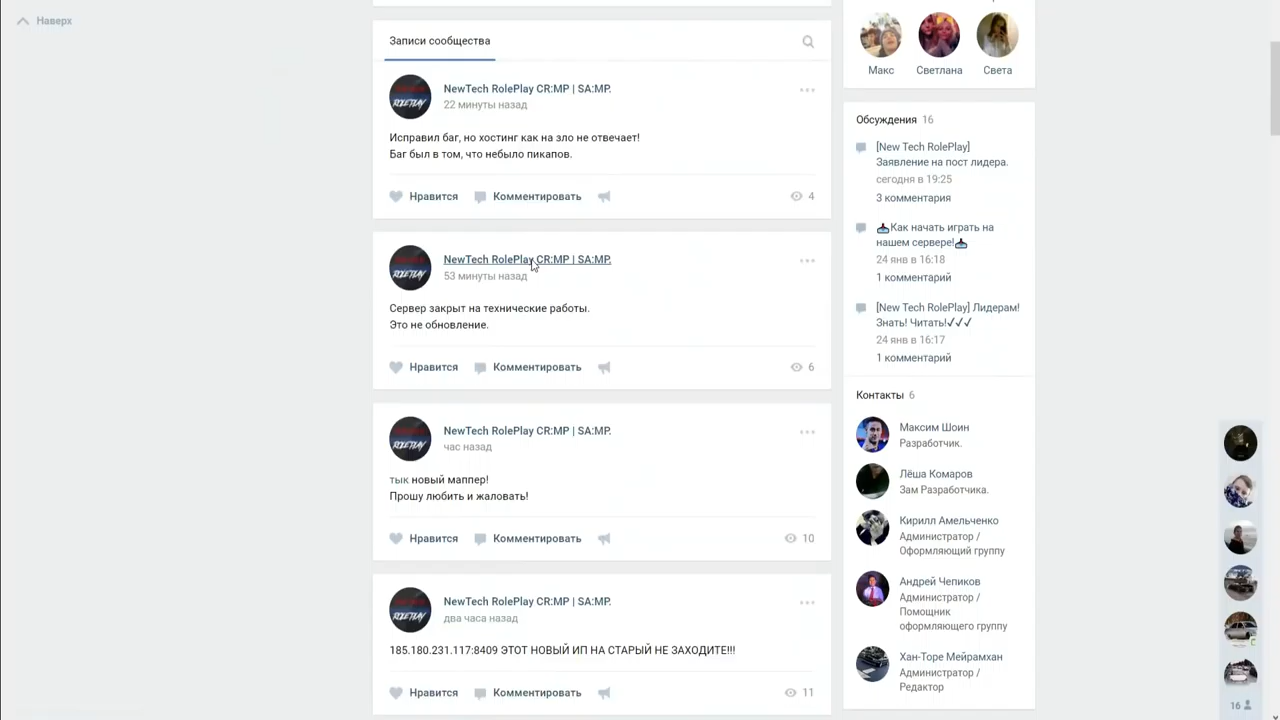 Наверх
Записи сообщества
NewTech RolePlay CR:MP | SA:MP.
22 минуты назад
Исправил баг, но хостинг как на зло не отвечает!
Баг был в том, что небыло пикапов.
Нравится Комментировать 4
NewTech RolePlay CR:MP | SA:MP.
53 минуты назад
Сервер закрыт на технические работы.
Это не обновление.
Нравится Комментировать 6
NewTech RolePlay CR:MP | SA:MP.
час назад
тык новый маппер!
Прошу любить и жаловать!
Нравится Комментировать 10
NewTech RolePlay CR:MP | SA:MP.
два часа назад
185.180.231.117:8409 ЭТОТ НОВЫЙ ИП НА СТАРЫЙ НЕ ЗАХОДИТЕ!!!
Нравится Комментировать 11
Макс Светлана Света
Обсуждения 16
[New Tech RolePlay]
Заявление на пост лидера.
сегодня в 19:25
3 комментария
📥Как начать играть на
нашем сервере!📥
24 янв в 16:18
1 комментарий
[New Tech RolePlay] Лидерам!
Знать! Читать!✓✓✓
24 янв в 16:17
1 комментарий
Контакты 6
Максим Шоин
Разработчик.
Лёша Комаров
Зам Разработчика.
Кирилл Амельченко
Администратор /
Оформляющий группу
Андрей Чепиков
Администратор /
Помощник
оформляющего группу
Хан-Торе Мейрамхан
Администратор /
Редактор
16